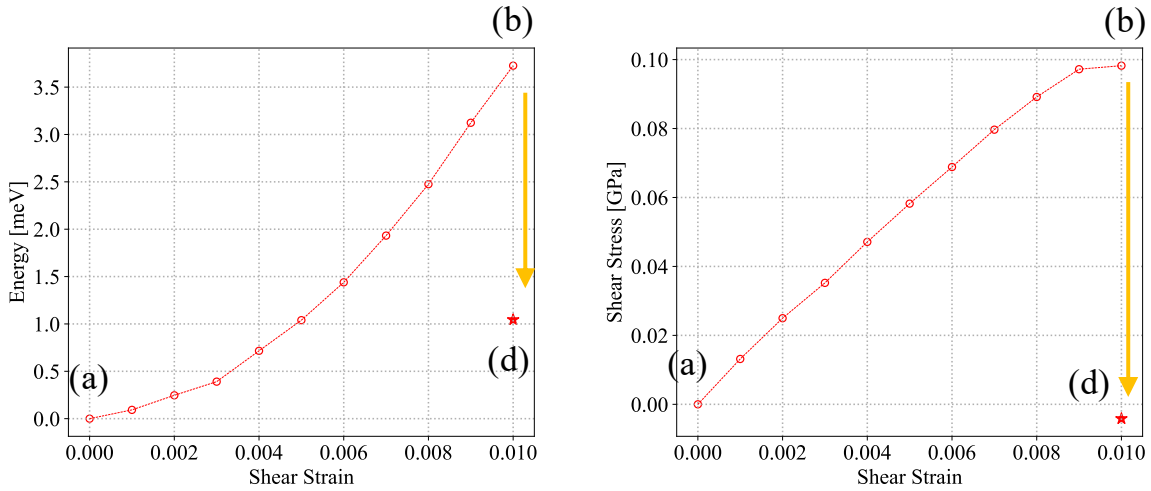 (b)
3.5
3.0
2.5
2.0
1.5
1.0
0.5
0.0
Energy [meV]
(a)
(d)
0.000 0.002 0.004 0.006 0.008 0.010
Shear Strain
(b)
0.10
0.08
0.06
0.04
0.02
0.00
Shear Stress [GPa]
(a)
(d)
0.000 0.002 0.004 0.006 0.008 0.010
Shear Strain